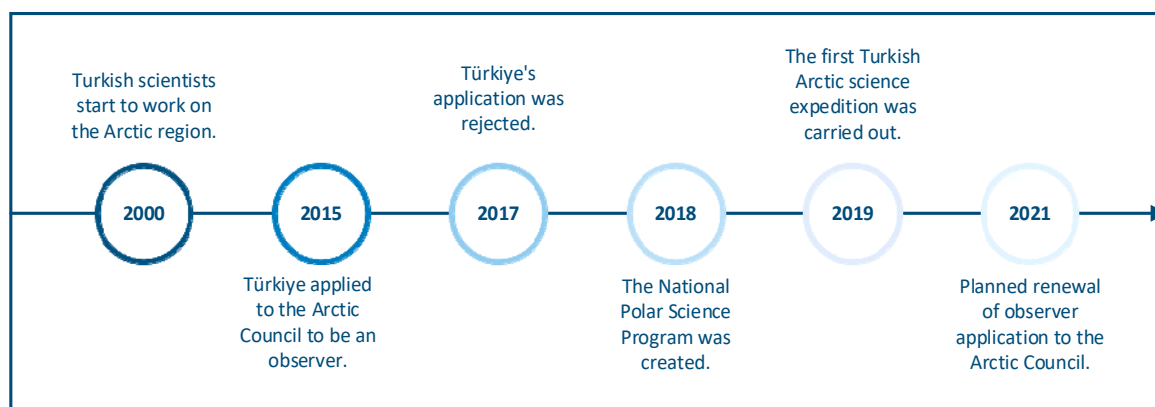 Turkish scientists
start to work on
the Arctic region.
2000
2015
Türkiye applied
to the Arctic
Council to be an
observer.
Türkiye's
application was
rejected.
2017
2018
The National
Polar Science
Program was
created.
The first Turkish
Arctic science
expedition was
carried out.
2019
2021
Planned renewal
of observer
application to the
Arctic Council.